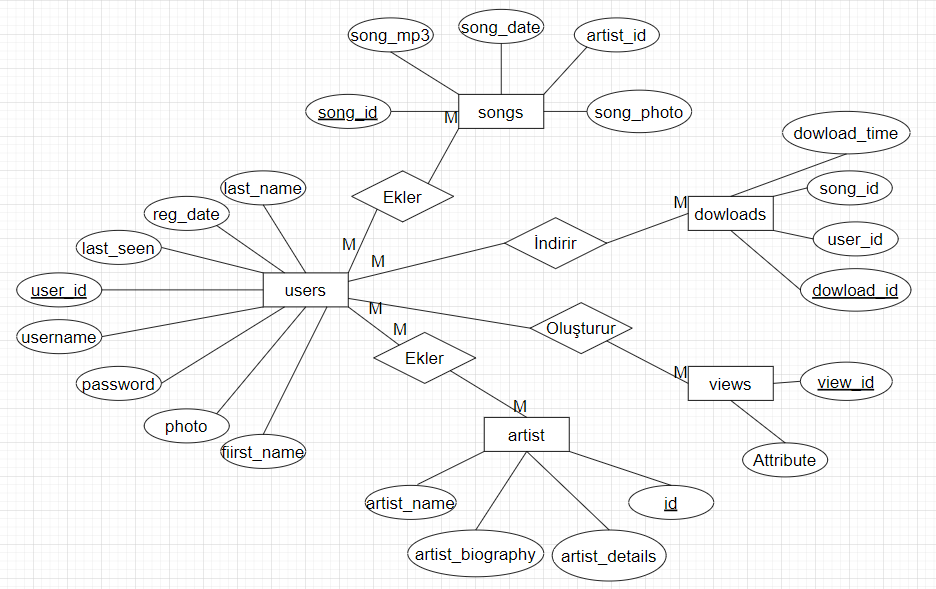 song_mp3
song_date
artist_id
song_id
M
songs
song_photo
dowload_time
last_name
Ekler
song_id
reg_date
M
dowloads
last_seen
M
İndirir
user_id
M
user_id
users
dowload_id
M
username
M
Oluşturur
Ekler
M
views
view_id
password
M
photo
artist
fiirst_name
Attribute
artist_name
id
artist_biography
artist_details